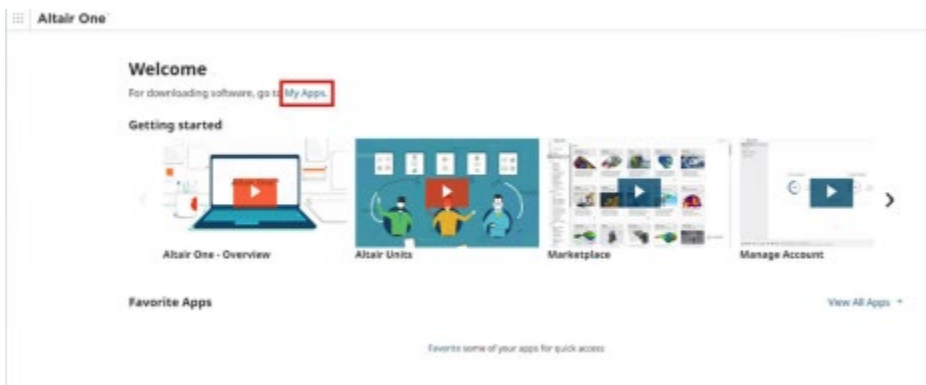 Altair One
Welcome
For downloading software, go to My Apps.
Getting started
Altair One - Overview
Altair Units
Marketplace
Manage Account
Favorite Apps
View All Apps
Favorite some of your apps for quick access